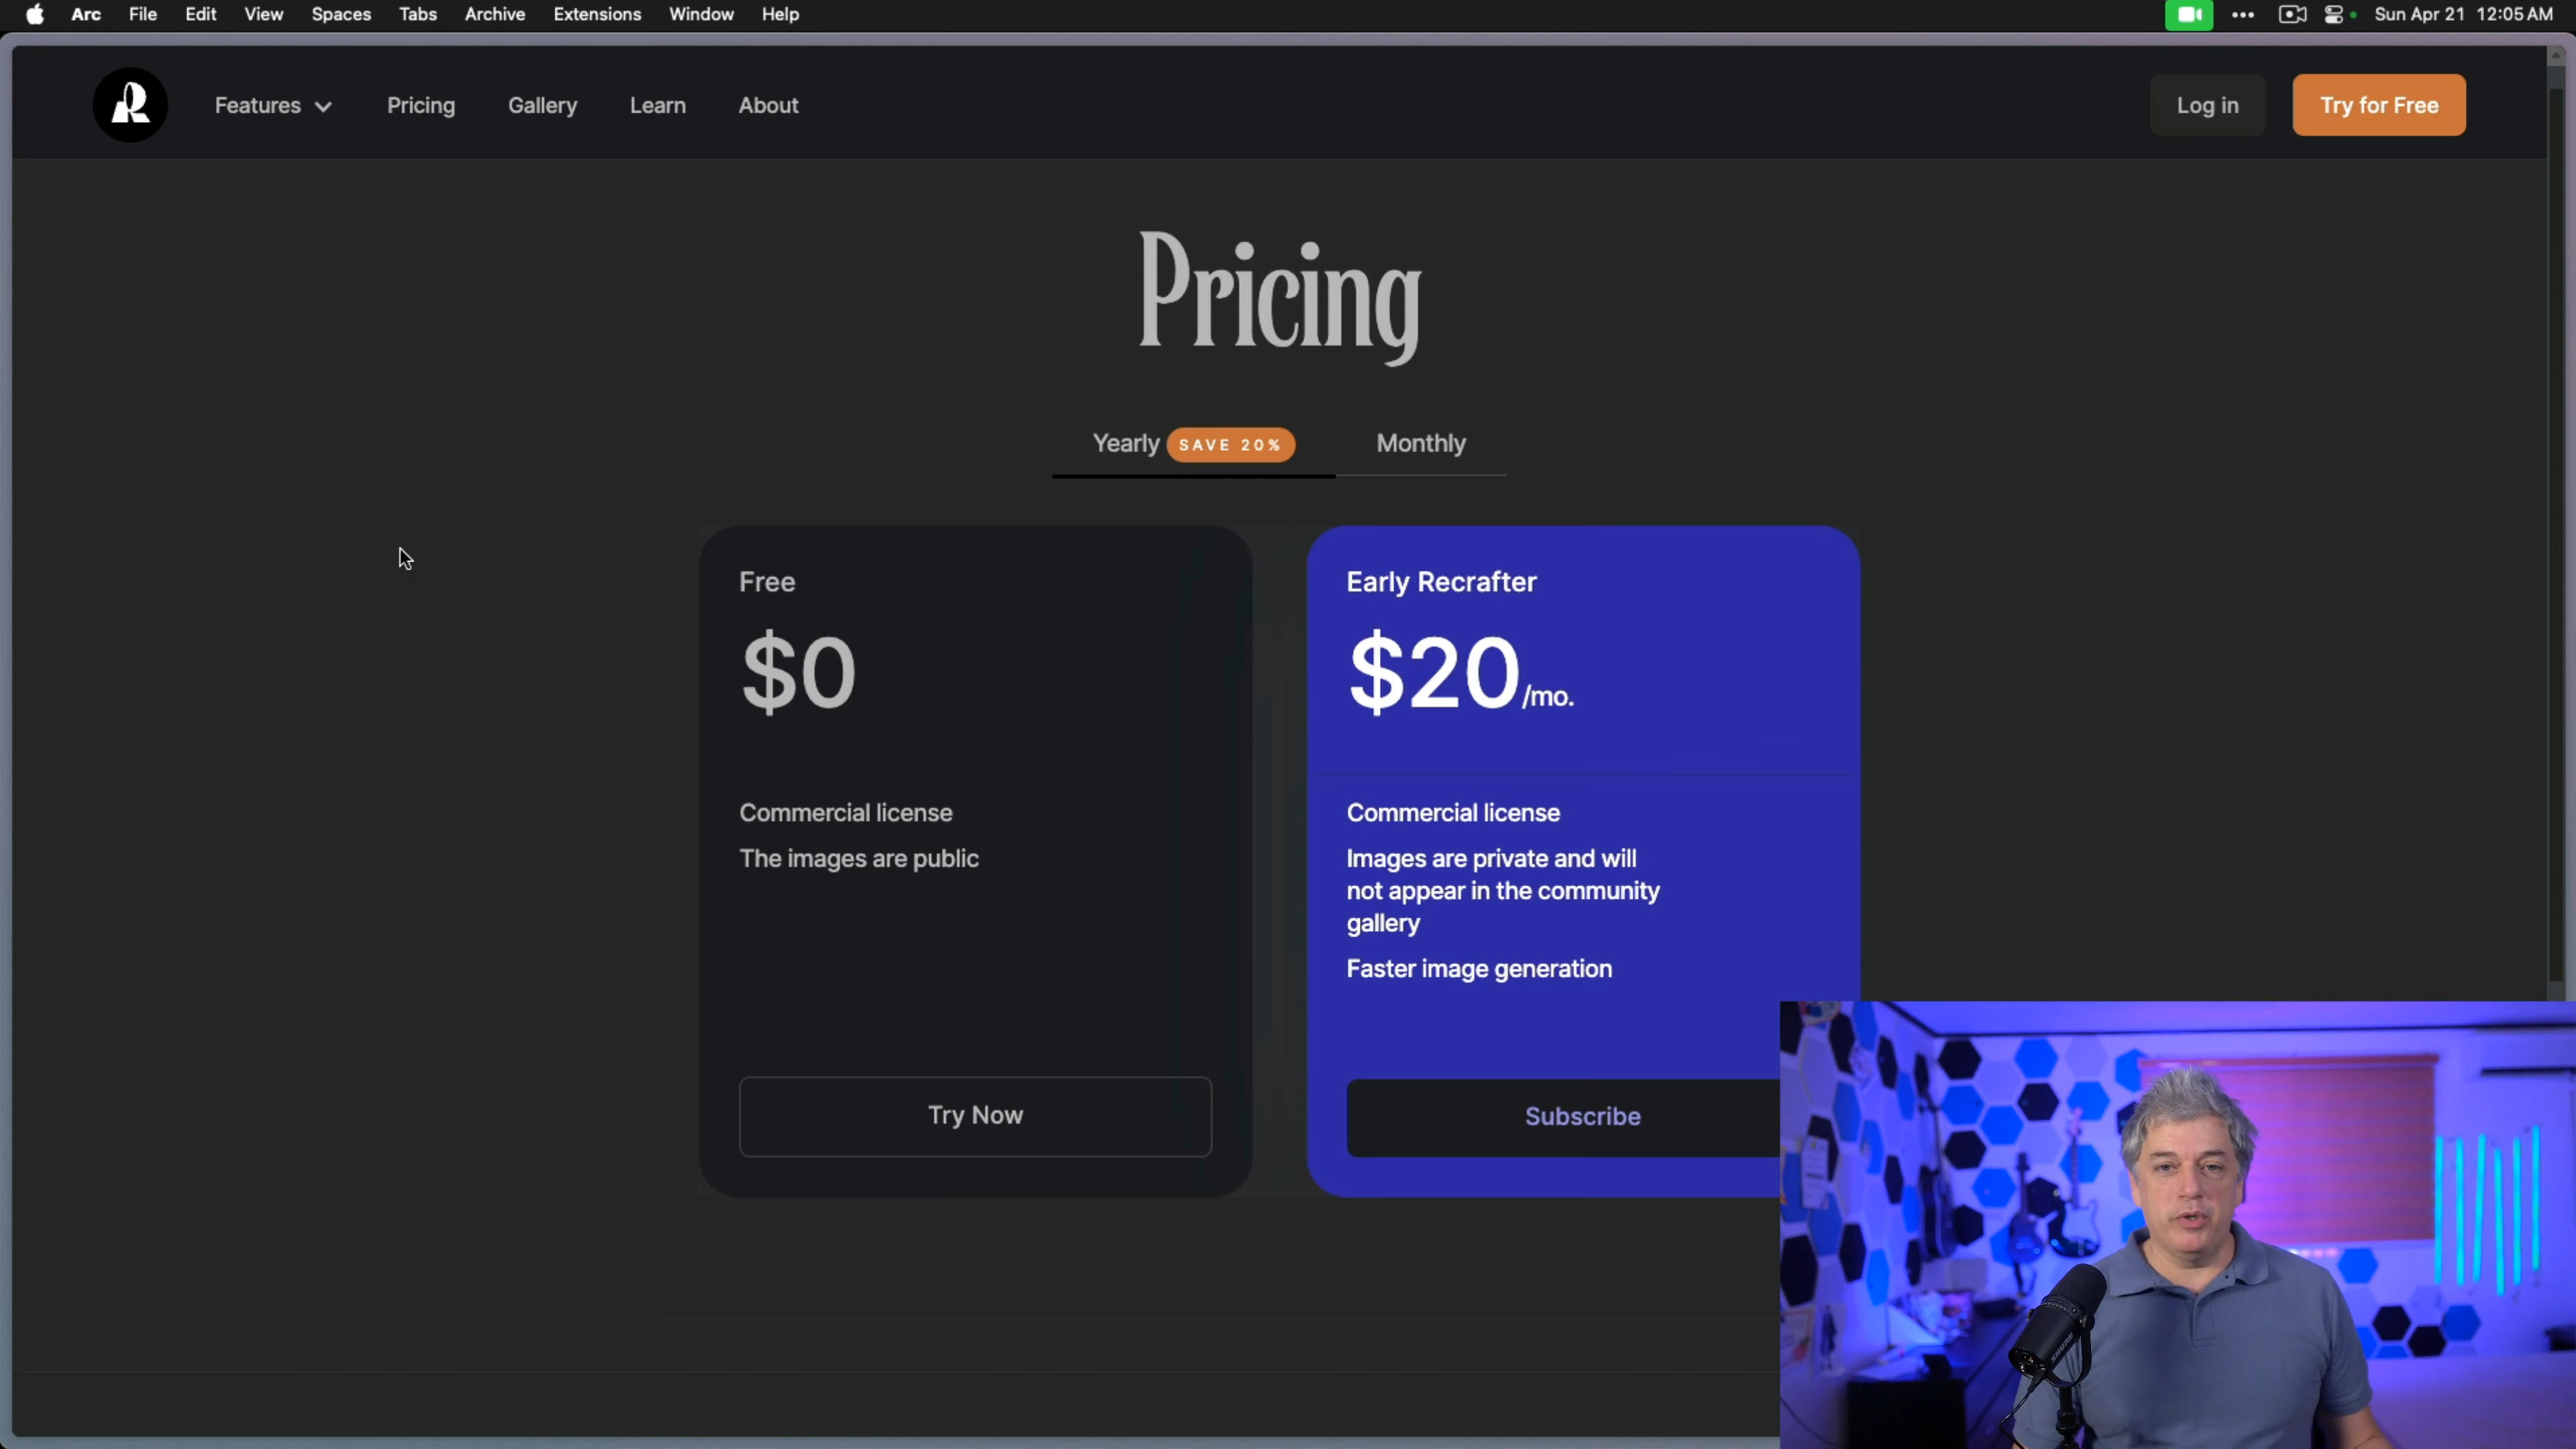 Arc File Edit View Spaces Tabs Archive Extensions Window Help Sun Apr 21 12:05 AM
R Features Pricing Gallery Learn About Log in Try for Free
Pricing
Yearly SAVE 20% Monthly
Free
$0
Commercial license
The images are public
Try Now
Early Recrafter
$20/mo.
Commercial license
Images are private and will
not appear in the community
gallery
Faster image generation
Subscribe
SHURE